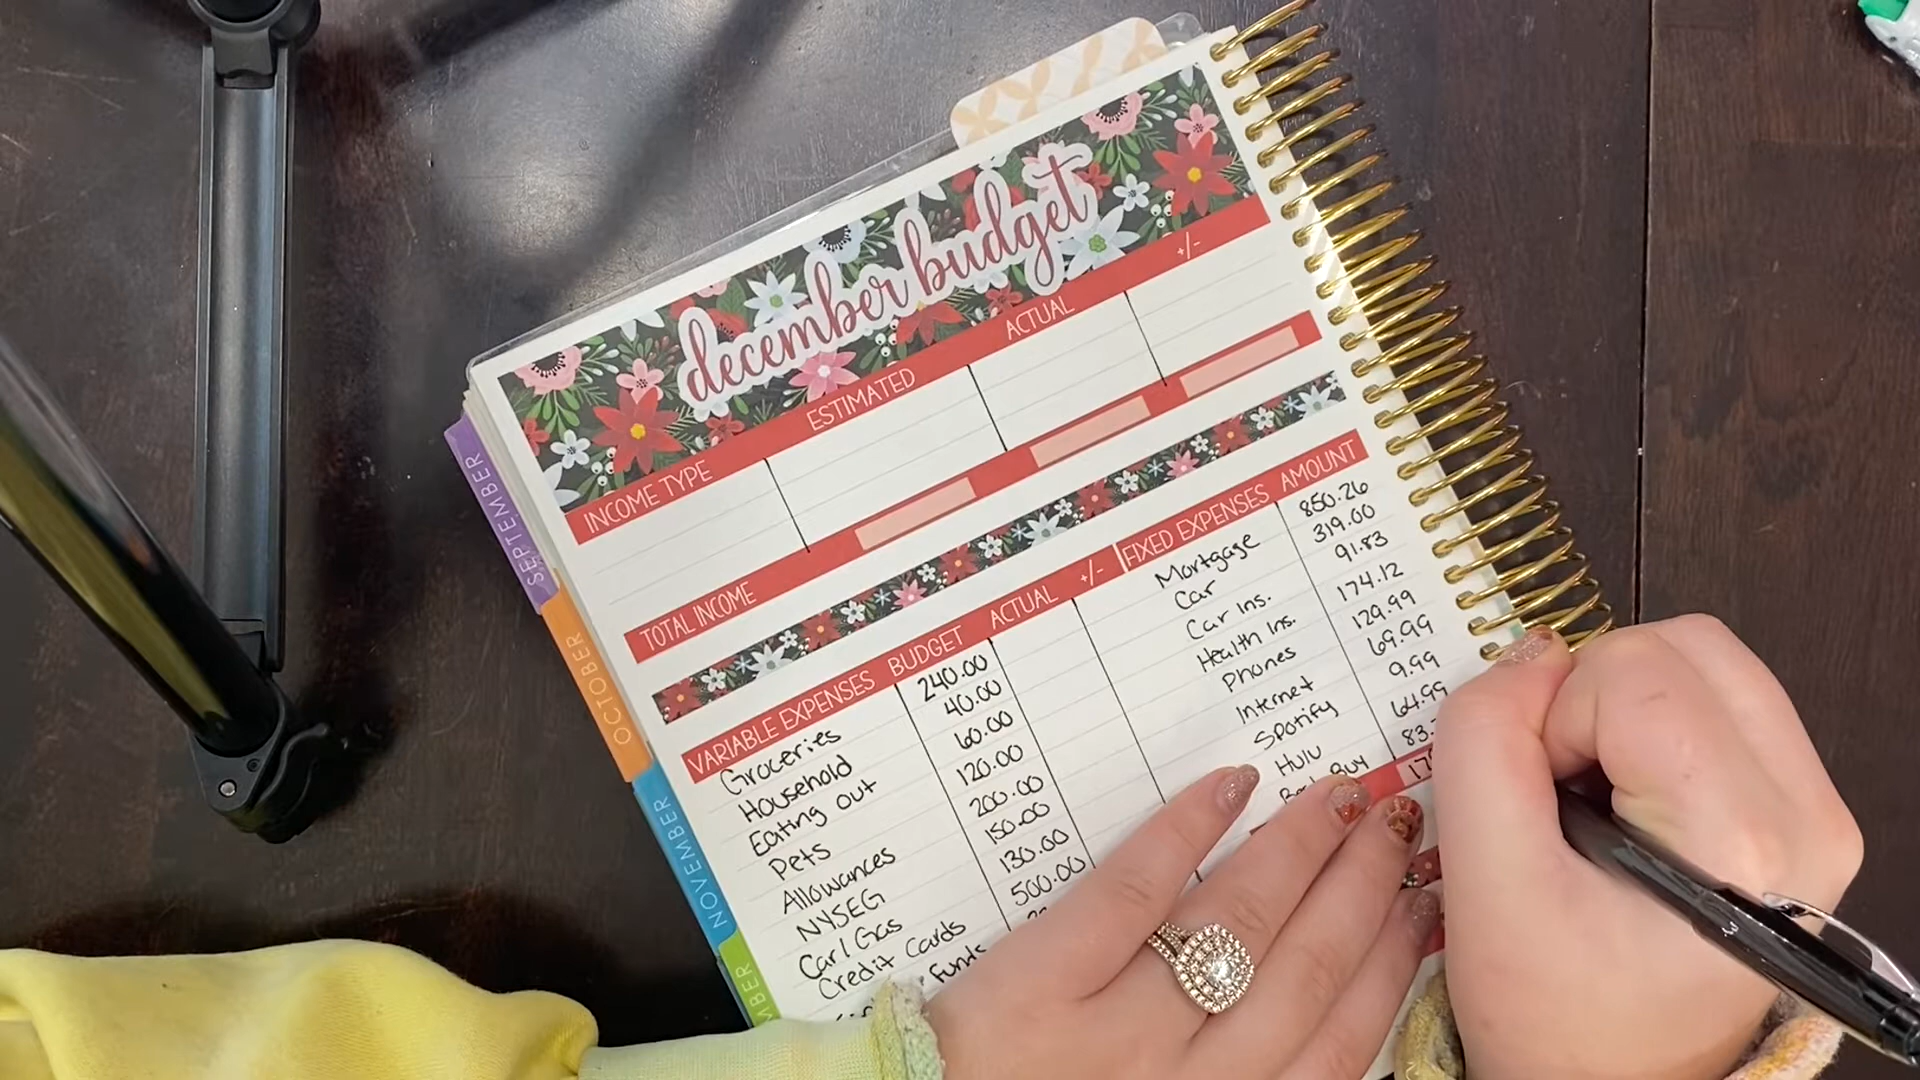 december budget
INCOME TYPE ESTIMATED ACTUAL +/-
TOTAL INCOME
VARIABLE EXPENSES BUDGET ACTUAL +/-
Groceries 240.00
Household 40.00
Eating out 60.00
Pets 120.00
Allowances 200.00
NYSEG 150.00
Car/Gas 130.00
Credit Cards 500.00
Funds
FIXED EXPENSES AMOUNT
Mortgage 850.26
Car 319.00
Car Ins. 91.83
Health Ins. 174.12
Phones 129.99
Internet 69.99
Spotify 9.99
Hulu 64.99
Buy 83.
SEPTEMBER
OCTOBER
NOVEMBER